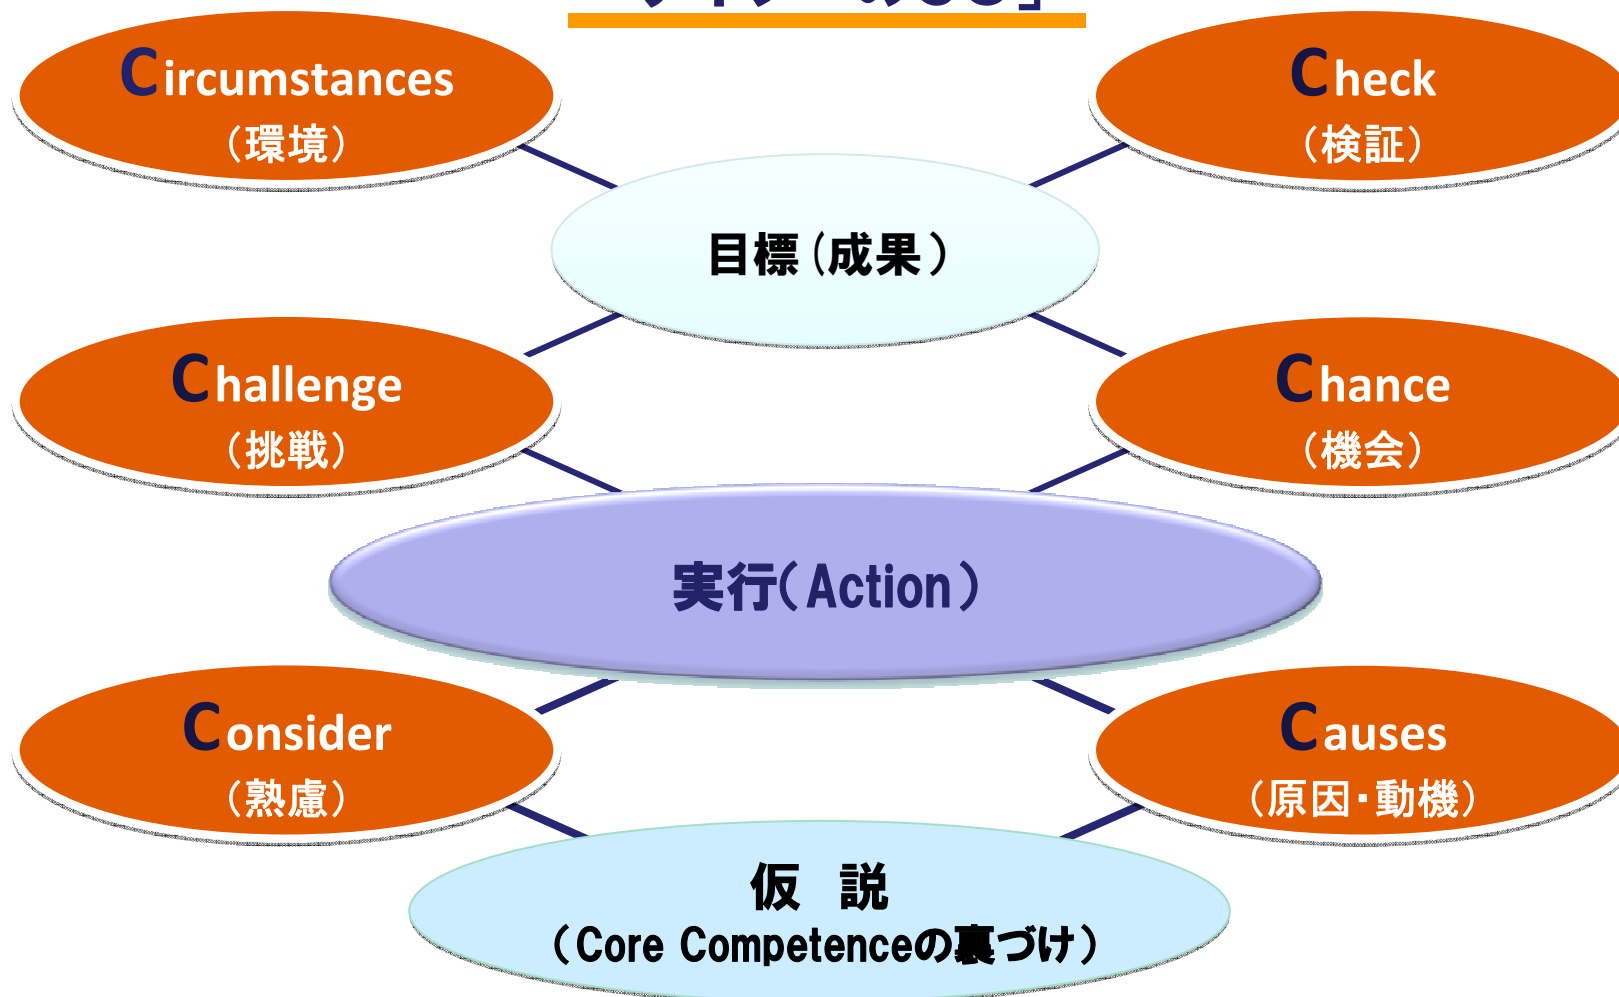 Circumstances
（環境）
Check
（検証）
目標（成果）
Challenge
（挑戦）
Chance
（機会）
実行（Action）
Consider
（熟慮）
Causes
（原因・動機）
仮　説
（Core Competenceの裏づけ）